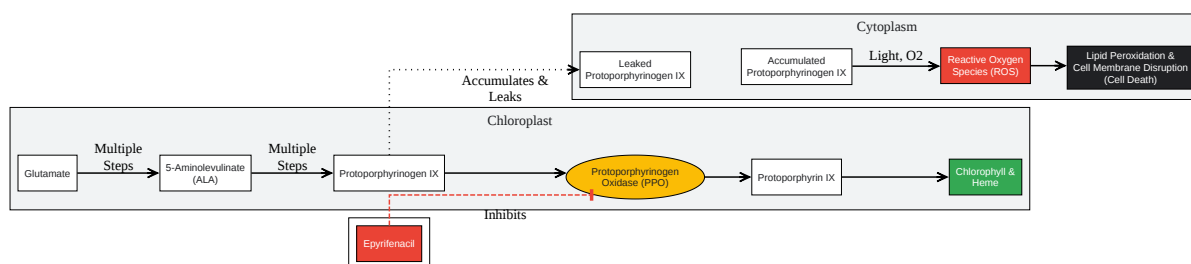 Cytoplasm
Leaked
Protoporphyrinogen IX
Accumulated
Protoporphyrinogen IX
Light, O2
Reactive Oxygen
Species (ROS)
Lipid Peroxidation &
Cell Membrane Disruption
(Cell Death)
Accumulates &
Leaks
Chloroplast
Glutamate
Multiple
Steps
5-Aminolevulinate
(ALA)
Multiple
Steps
Protoporphyrinogen IX
Protoporphyrinogen
Oxidase (PPO)
Protoporphyrin IX
Chlorophyll &
Heme
Inhibits
Epyrifenacil